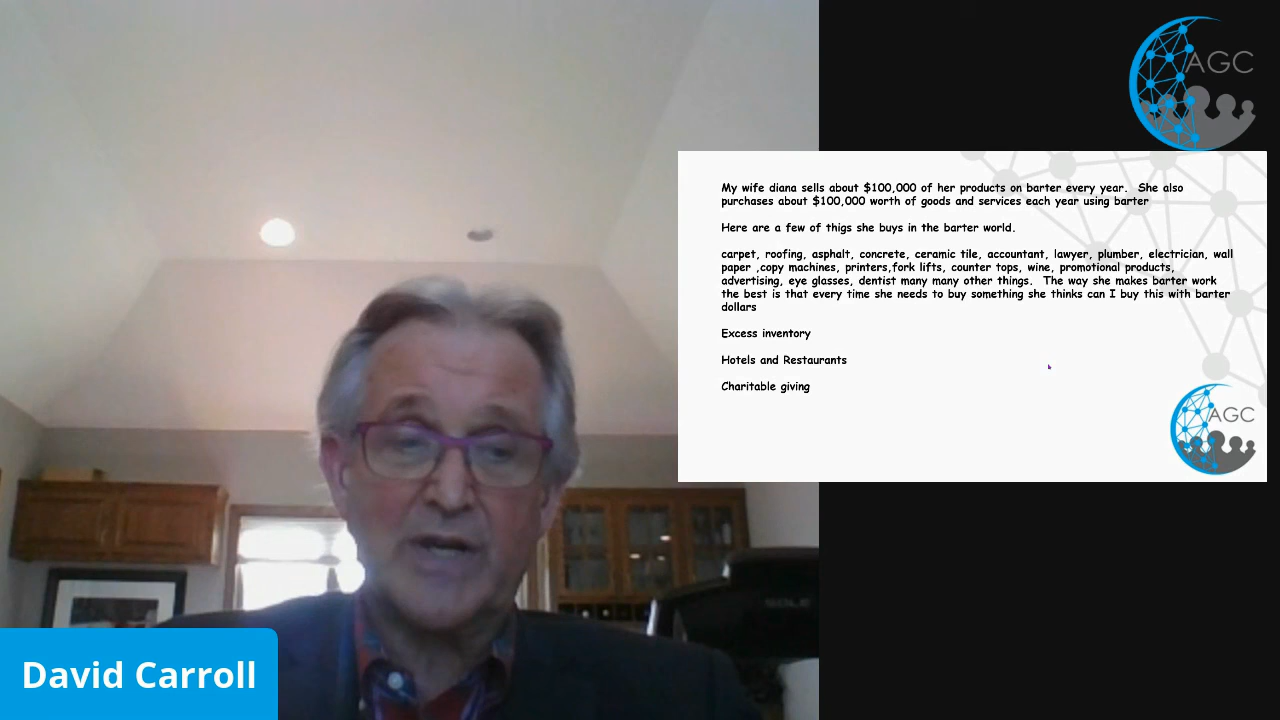 AGC
My wife diana sells about $100,000 of her products on barter every year. She also
purchases about $100,000 worth of goods and services each year using barter
Here are a few of thigs she buys in the barter world.
carpet, roofing, asphalt, concrete, ceramic tile, accountant, lawyer, plumber, electrician, wall
paper ,copy machines, printers,fork lifts, counter tops, wine, promotional products,
advertising, eye glasses, dentist many many other things. The way she makes barter work
the best is that every time she needs to buy something she thinks can I buy this with barter
dollars
Excess inventory
Hotels and Restaurants
Charitable giving
AGC
SOLE
David Carroll